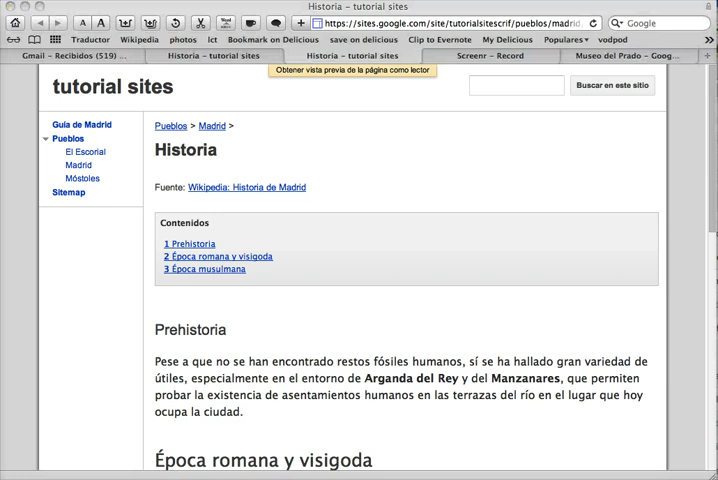 Historia – tutorial sites
https://sites.google.com/site/tutorialsitescrif/pueblos/madrid
Google
Traductor Wikipedia photos Ict Bookmark on Delicious save on delicious Clip to Evernote My Delicious Populares vodpod
Gmail – Recibidos (519) ... Historia – tutorial sites Historia – tutorial sites Screenr – Record Museo del Prado – Goog...
Obtener vista previa de la página como lector
tutorial sites
Buscar en este sitio
Guía de Madrid
Pueblos
El Escorial
Madrid
Móstoles
Sitemap
Pueblos > Madrid >
Historia
Fuente: Wikipedia: Historia de Madrid
Contenidos
1 Prehistoria
2 Época romana y visigoda
3 Época musulmana
Prehistoria
Pese a que no se han encontrado restos fósiles humanos, sí se ha hallado gran variedad de
útiles, especialmente en el entorno de Arganda del Rey y del Manzanares, que permiten
probar la existencia de asentamientos humanos en las terrazas del río en el lugar que hoy
ocupa la ciudad.
Época romana y visigoda